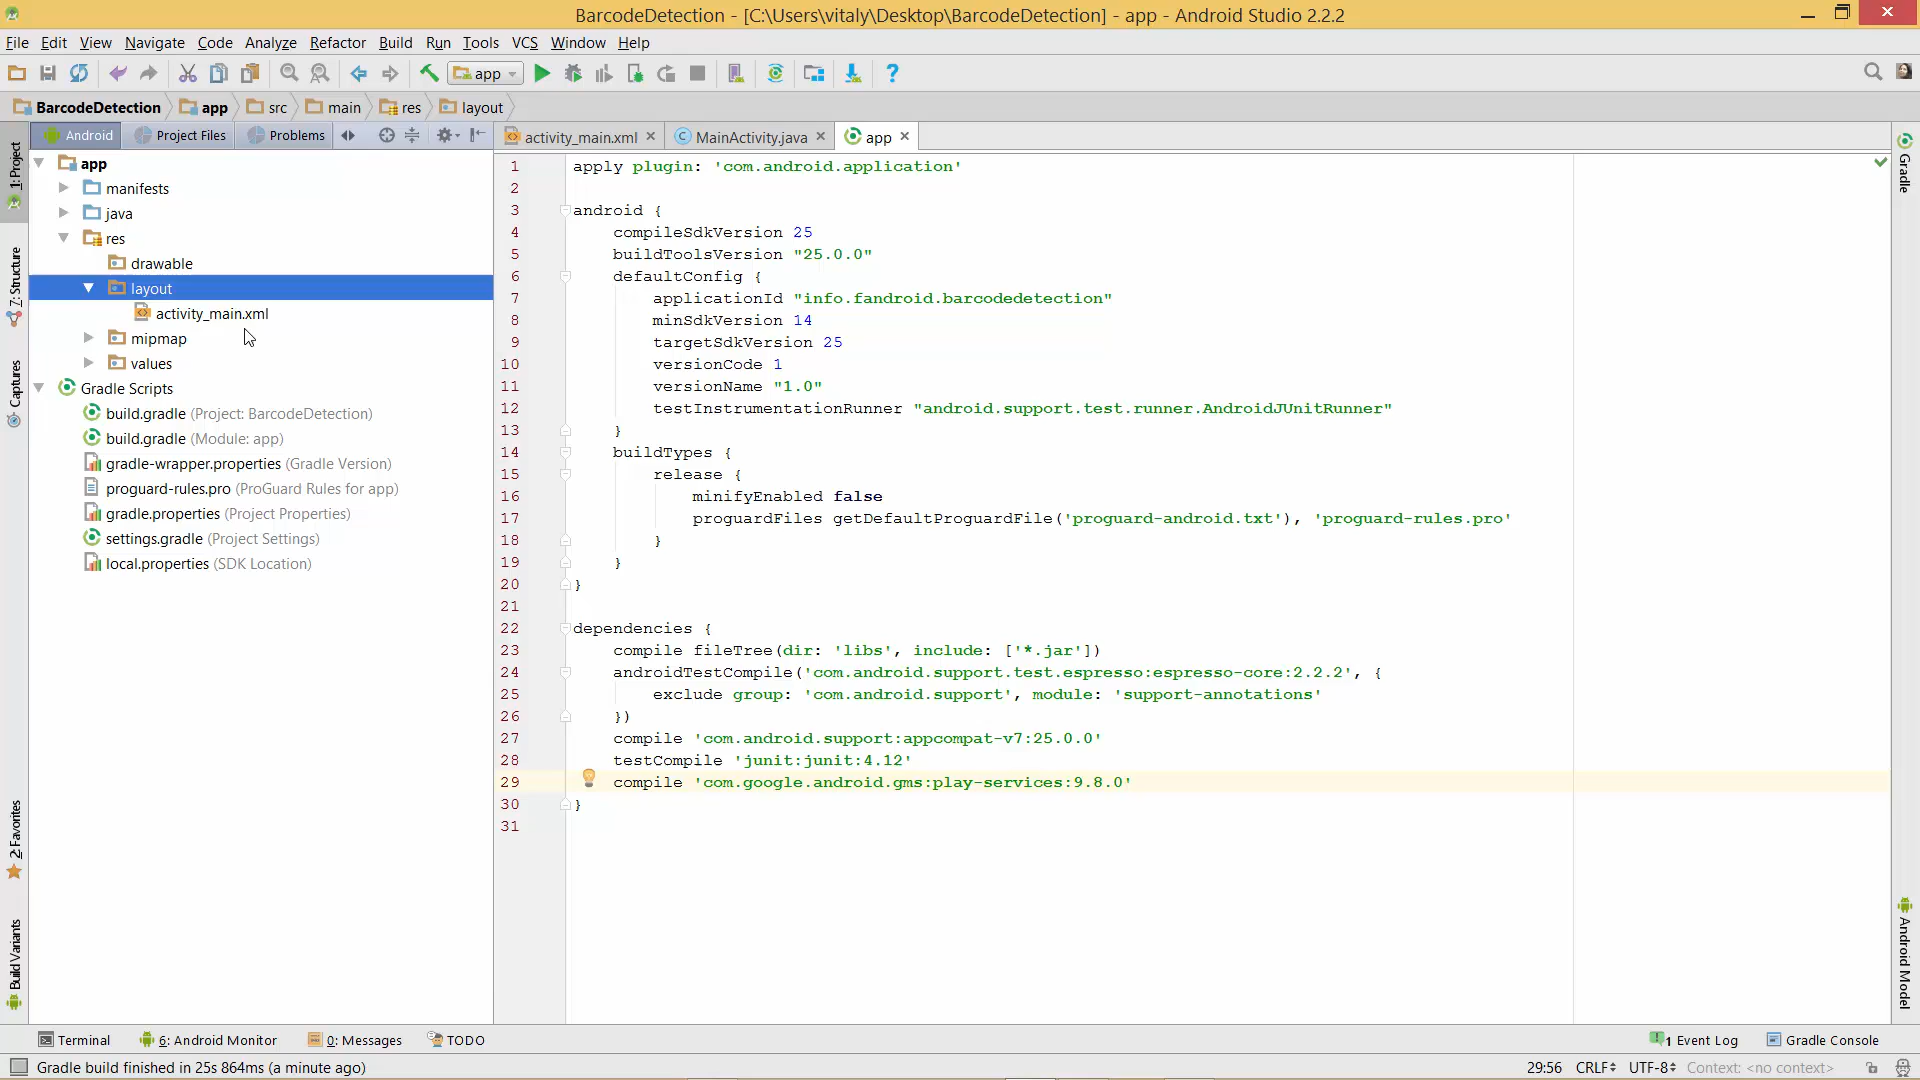 BarcodeDetection - [C:\Users\vitaly\Desktop\BarcodeDetection] - app - Android Studio 2.2.2
File Edit View Navigate Code Analyze Refactor Build Run Tools VCS Window Help
app
BarcodeDetection app src main res layout
Android Project Files Problems
activity_main.xml MainActivity.java app
1: Project
7: Structure
Captures
2: Favorites
Build Variants
app
manifests
java
res
drawable
layout
activity_main.xml
mipmap
values
Gradle Scripts
build.gradle (Project: BarcodeDetection)
build.gradle (Module: app)
gradle-wrapper.properties (Gradle Version)
proguard-rules.pro (ProGuard Rules for app)
gradle.properties (Project Properties)
settings.gradle (Project Settings)
local.properties (SDK Location)
1 apply plugin: 'com.android.application'
2
3 android {
4 compileSdkVersion 25
5 buildToolsVersion "25.0.0"
6 defaultConfig {
7 applicationId "info.fandroid.barcodedetection"
8 minSdkVersion 14
9 targetSdkVersion 25
10 versionCode 1
11 versionName "1.0"
12 testInstrumentationRunner "android.support.test.runner.AndroidJUnitRunner"
13 }
14 buildTypes {
15 release {
16 minifyEnabled false
17 proguardFiles getDefaultProguardFile('proguard-android.txt'), 'proguard-rules.pro'
18 }
19 }
20 }
21
22 dependencies {
23 compile fileTree(dir: 'libs', include: ['*.jar'])
24 androidTestCompile('com.android.support.test.espresso:espresso-core:2.2.2', {
25 exclude group: 'com.android.support', module: 'support-annotations'
26 })
27 compile 'com.android.support:appcompat-v7:25.0.0'
28 testCompile 'junit:junit:4.12'
29 compile 'com.google.android.gms:play-services:9.8.0'
30 }
31
Gradle
Android Model
Terminal 6: Android Monitor 0: Messages TODO 1 Event Log Gradle Console
Gradle build finished in 25s 864ms (a minute ago) 29:56 CRLF UTF-8 Context: <no context>